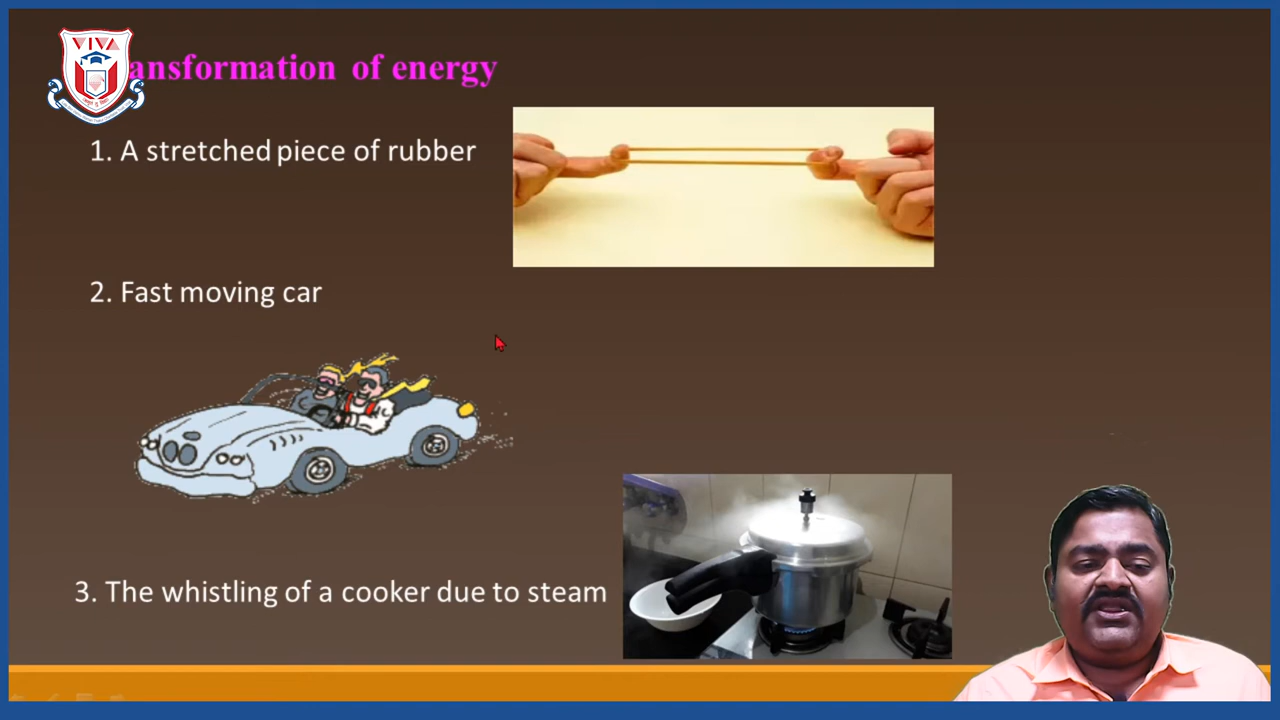 VIVA
ansformation of energy
1. A stretched piece of rubber
2. Fast moving car
3. The whistling of a cooker due to steam